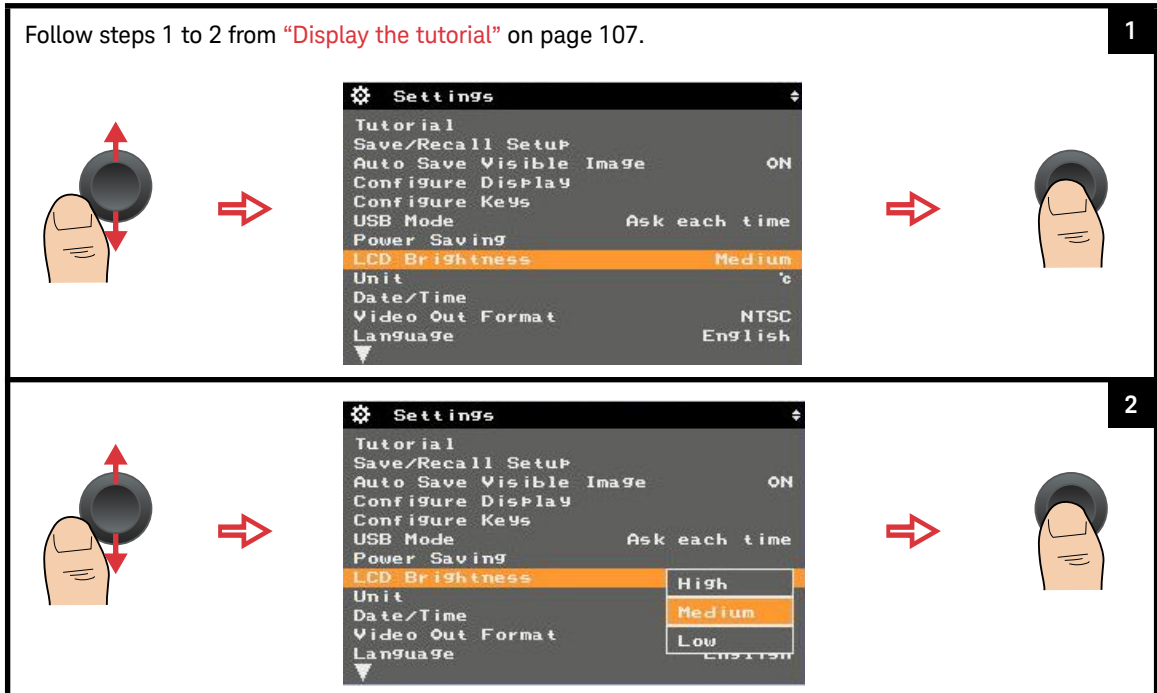 Follow steps 1 to 2 from “Display the tutorial” on page 107.
1
Settings
Tutorial
Save/Recall Setup
Auto Save Visible Image ON
Configure Display
Configure Keys
USB Mode Ask each time
Power Saving
LCD Brightness Medium
Unit °c
Date/Time
Video Out Format NTSC
Language English
2
Settings
Tutorial
Save/Recall Setup
Auto Save Visible Image ON
Configure Display
Configure Keys
USB Mode Ask each time
Power Saving
LCD Brightness
High
Unit
Medium
Date/Time
Video Out Format
Low
Language English